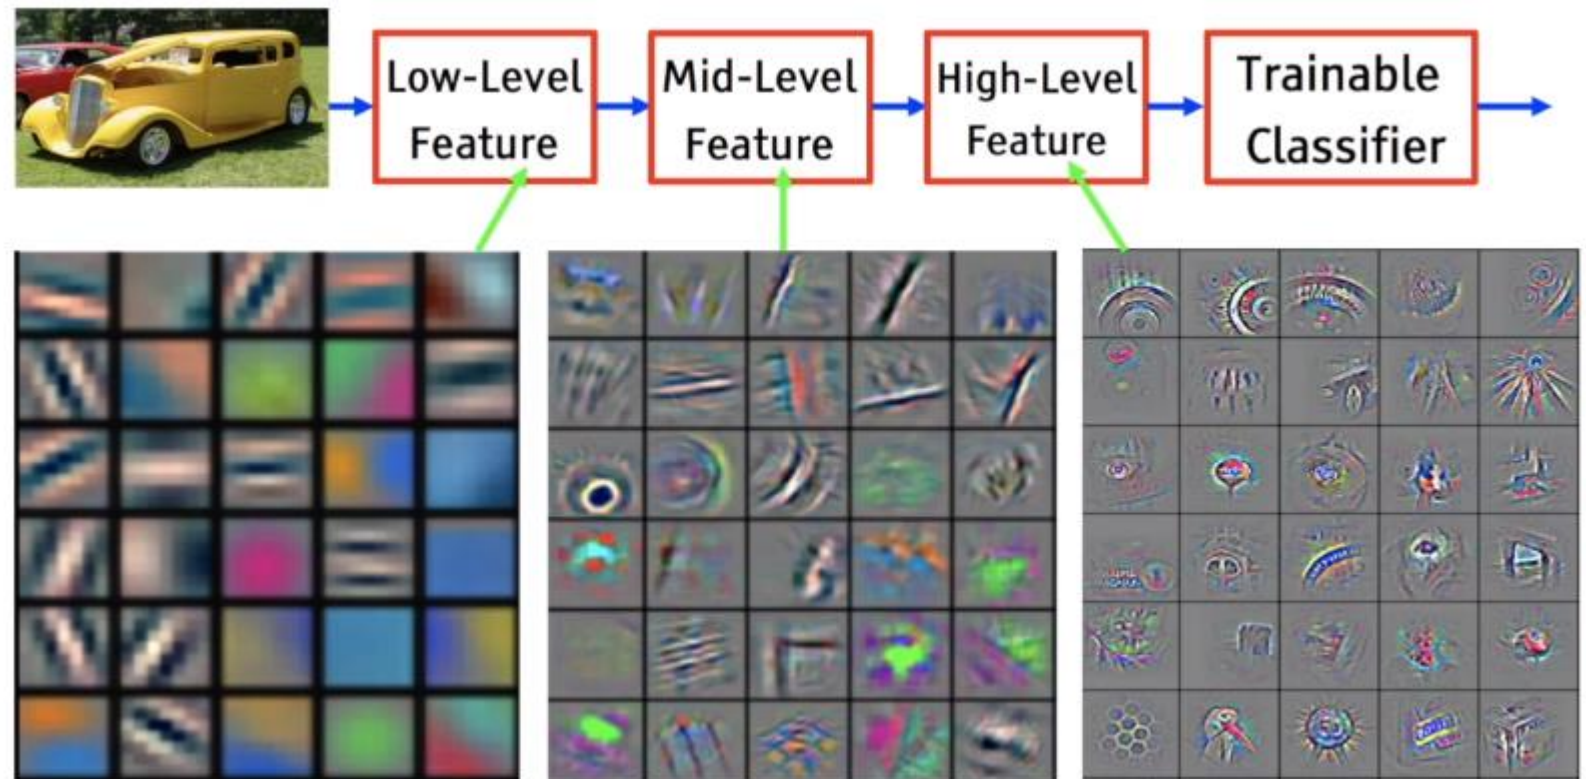 Low-Level
Feature
Mid-Level
Feature
High-Level
Feature
Trainable
Classifier